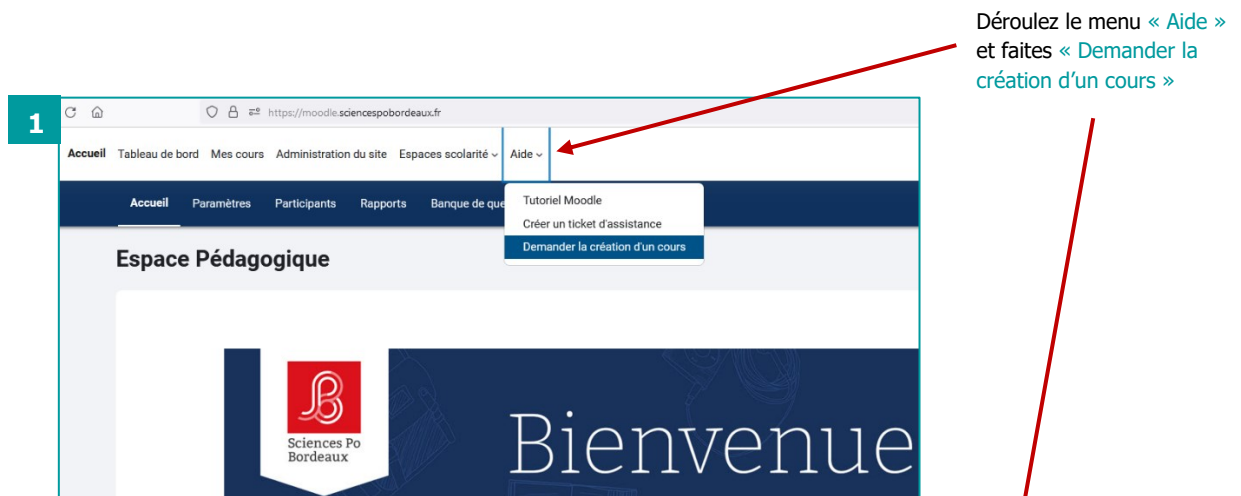 Déroulez le menu « Aide »
et faites « Demander la
création d’un cours »
1
https://moodle.sciencespobordeaux.fr
Accueil Tableau de bord Mes cours Administration du site Espaces scolarité Aide
Accueil Paramètres Participants Rapports Banque de que
Tutoriel Moodle
Créer un ticket d'assistance
Demander la création d'un cours
Espace Pédagogique
Sciences Po
Bordeaux
Bienvenue